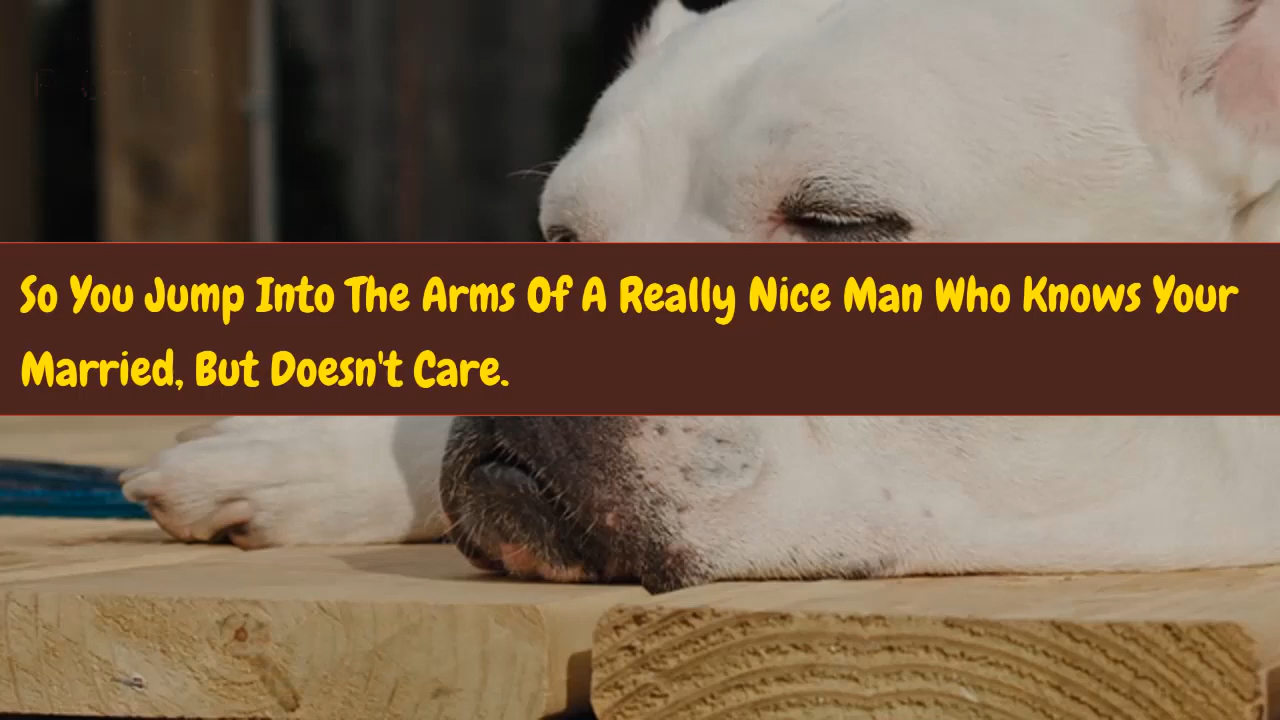 So You Jump Into The Arms Of A Really Nice Man Who Knows Your
Married, But Doesn't Care.